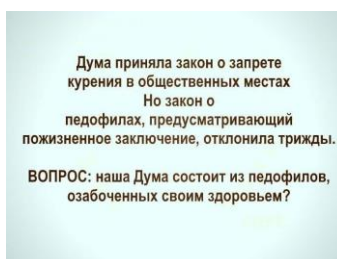 Дума приняла закон о запрете
курения в общественных местах
Но закон о
педофилах, предусматривающий
пожизненное заключение, отклонила трижды.
ВОПРОС: наша Дума состоит из педофилов,
озабоченных своим здоровьем?